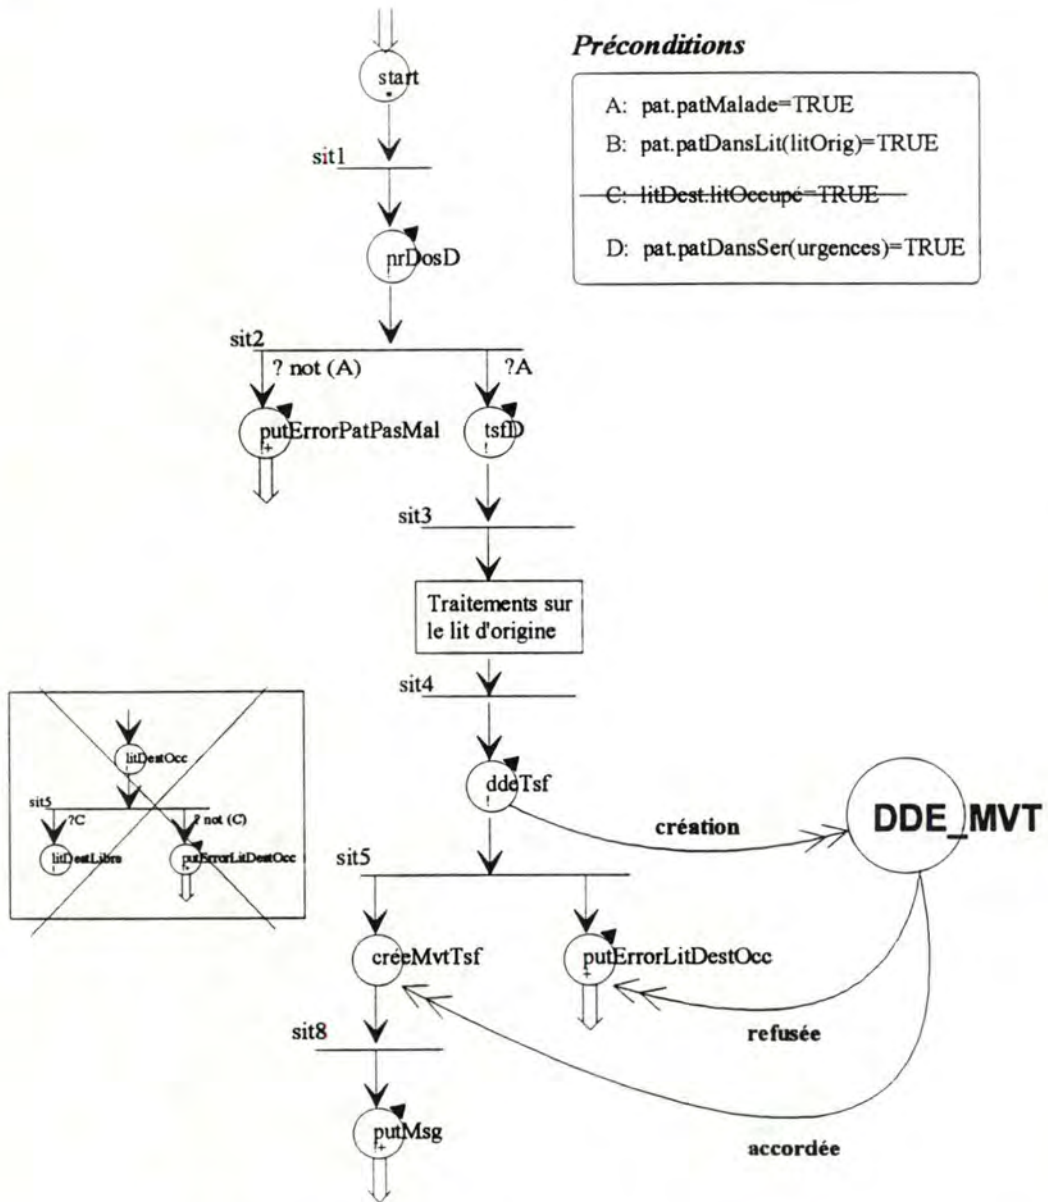 Préconditions
A: pat.patMalade=TRUE
B: pat.patDansLit(litOrig)=TRUE
C: litDest.litOccupé=TRUE
D: pat.patDansSer(urgences)=TRUE
start
*
sit1
nrDosD
!
sit2
? not (A)
?A
putErrorPatPasMal
!+
tsfD
!
sit3
Traitements sur
le lit d'origine
sit4
ddeTsf
!
création
DDE_MVT
sit5
créeMvtTsf
!
putErrorLitDestOcc
+
refusée
sit8
putMsg
!+
accordée
litDestOcc
!
sit5
?C
? not (C)
litDestLibre
!
putErrorLitDestOcc